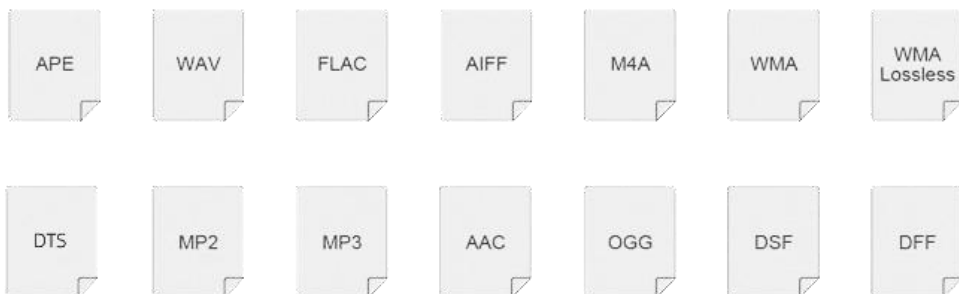 APE
WAV
FLAC
AIFF
M4A
WMA
WMA
Lossless
DTS
MP2
MP3
AAC
OGG
DSF
DFF